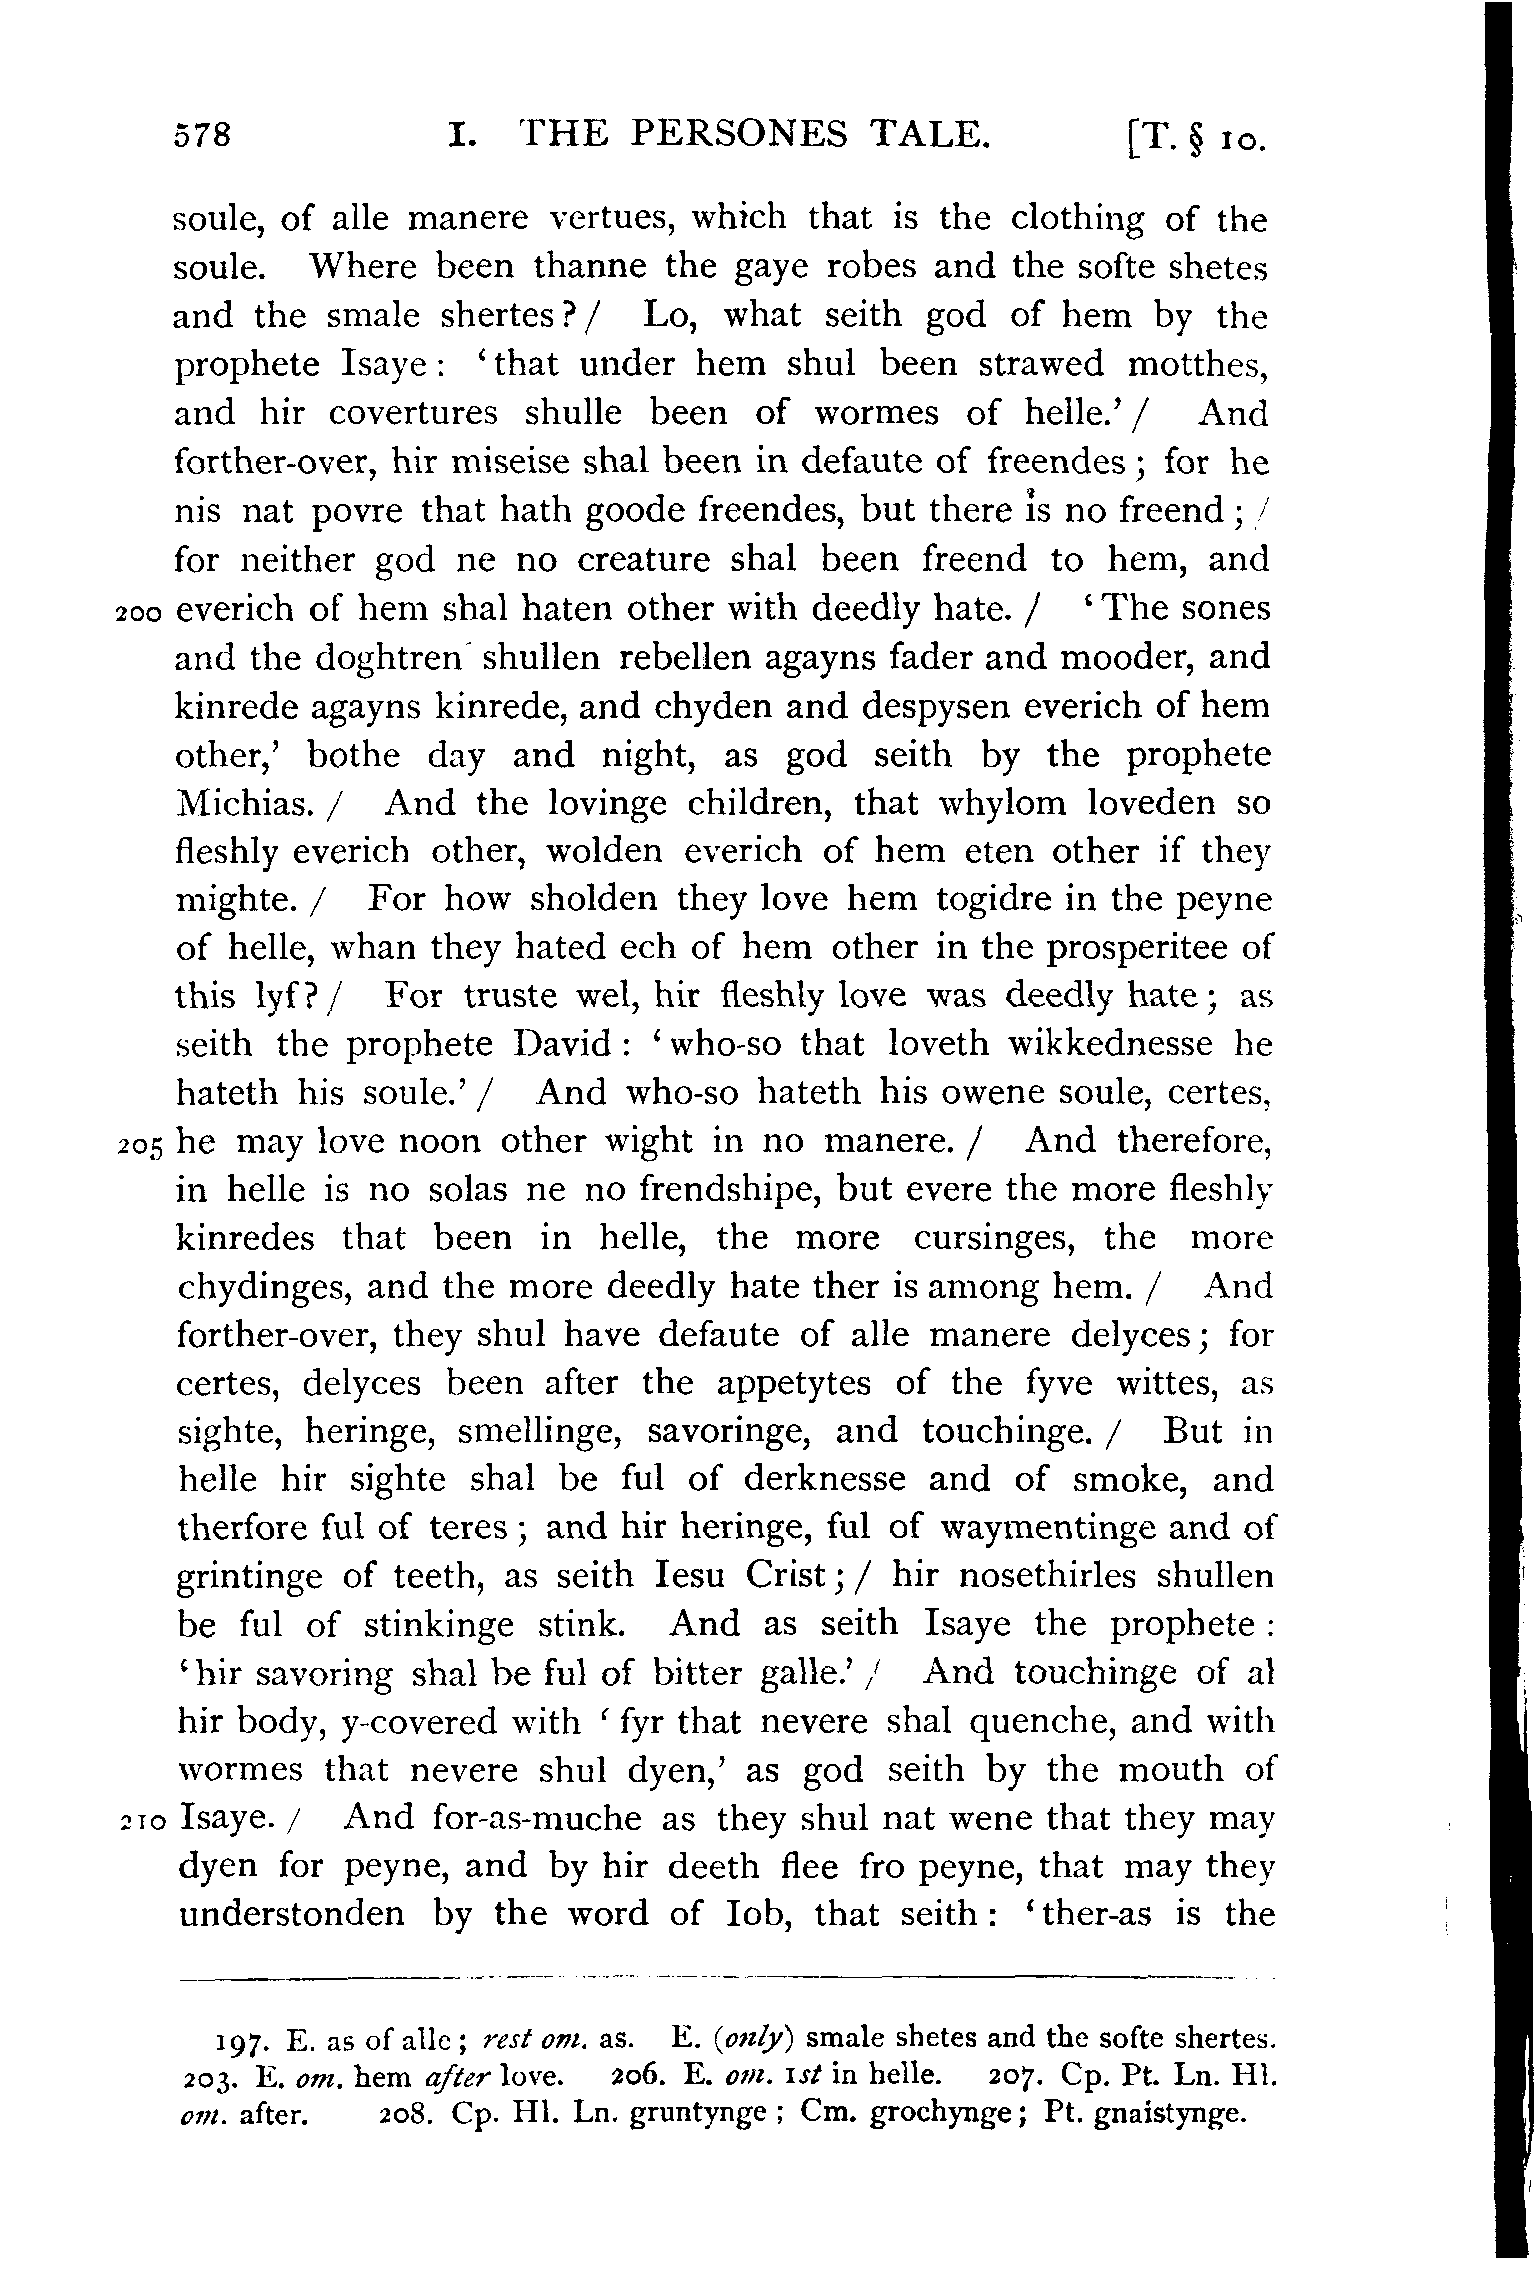 578 I. THE PERSONES TALE. [T. § 10.
soule, of alle manere vertues, which that is the clothing of the
soule. Where been thanne the gaye robes and the softe shetes
and the smale shertes? / Lo, what seith god of hem by the
prophete Isaye: ‘that under hem shul been strawed motthes,
and hir covertures shulle been of wormes of helle.’ / And
forther-over, hir miseise shal been in defaute of freendes; for he
nis nat povre that hath goode freendes, but there is no freend; /
for neither god ne no creature shal been freend to hem, and
200 everich of hem shal haten other with deedly hate. / ‘The sones
and the doghtren shullen rebellen agayns fader and mooder, and
kinrede agayns kinrede, and chyden and despysen everich of hem
other,’ bothe day and night, as god seith by the prophete
Michias. / And the lovinge children, that whylom loveden so
fleshly everich other, wolden everich of hem eten other if they
mighte. / For how sholden they love hem togidre in the peyne
of helle, whan they hated ech of hem other in the prosperitee of
this lyf? / For truste wel, hir fleshly love was deedly hate; as
seith the prophete David: ‘who-so that loveth wikkednesse he
hateth his soule.’ / And who-so hateth his owene soule, certes,
205 he may love noon other wight in no manere. / And therefore,
in helle is no solas ne no frendshipe, but evere the more fleshly
kinredes that been in helle, the more cursinges, the more
chydinges, and the more deedly hate ther is among hem. / And
forther-over, they shul have defaute of alle manere delyces; for
certes, delyces been after the appetytes of the fyve wittes, as
sighte, heringe, smellinge, savoringe, and touchinge. / But in
helle hir sighte shal be ful of derknesse and of smoke, and
therfore ful of teres; and hir heringe, ful of waymentinge and of
grintinge of teeth, as seith Iesu Crist; / hir nosethirles shullen
be ful of stinkinge stink. And as seith Isaye the prophete:
‘hir savoring shal be ful of bitter galle.’ / And touchinge of al
hir body, y-covered with ‘fyr that nevere shal quenche, and with
wormes that nevere shul dyen,’ as god seith by the mouth of
210 Isaye. / And for-as-muche as they shul nat wene that they may
dyen for peyne, and by hir deeth flee fro peyne, that may they
understonden by the word of Iob, that seith: ‘ther-as is the
197. E. as of alle; rest om. as. E. (only) smale shetes and the softe shertes.
203. E. om. hem after love. 206. E. om. 1st in helle. 207. Cp. Pt. Ln. Hl.
om. after. 208. Cp. Hl. Ln. gruntynge; Cm. grochynge; Pt. gnaistynge.